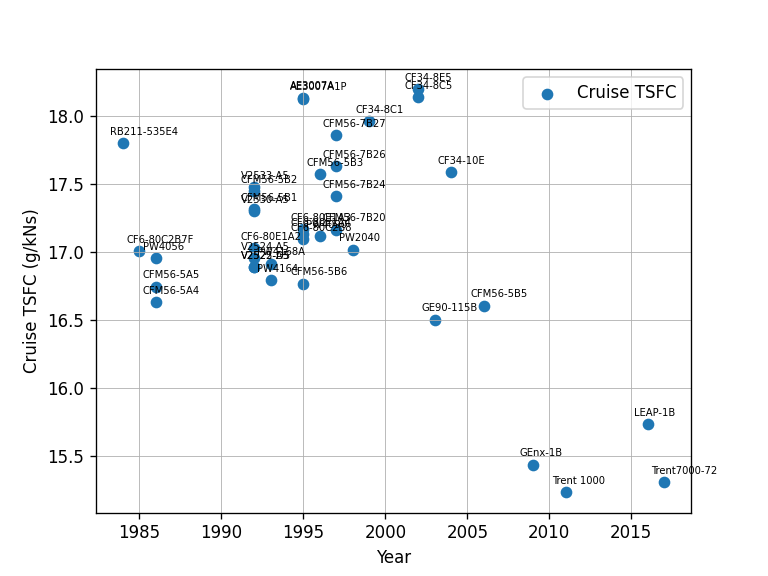 CF34-8E5
AE3007A1P
CF34-8C5
Cruise TSFC
CF34-8C1
18.0
CFM56-7B27
RB211-535E4
CFM56-7B26
CFM56-5B3
CF34-10E
V2533-A5
CFM56-5B2
CFM56-7B24
17.5
CFM56-5B1
V2530-A5
CFM56-7B20
CF6-80C2B8
CF6-80E1A2
CF6-80C2B7F
PW2040
PW4056
V2524-A5
17.0
PW4168A
PW4164
CFM56-5B6
CFM56-5A5
CFM56-5A4
CFM56-5B5
GE90-115B
16.5
16.0
LEAP-1B
15.5
GEnx-1B
Trent7000-72
Trent 1000
Cruise TSFC (g/kNs)
1985
1990
1995
2000
2005
2010
2015
Year